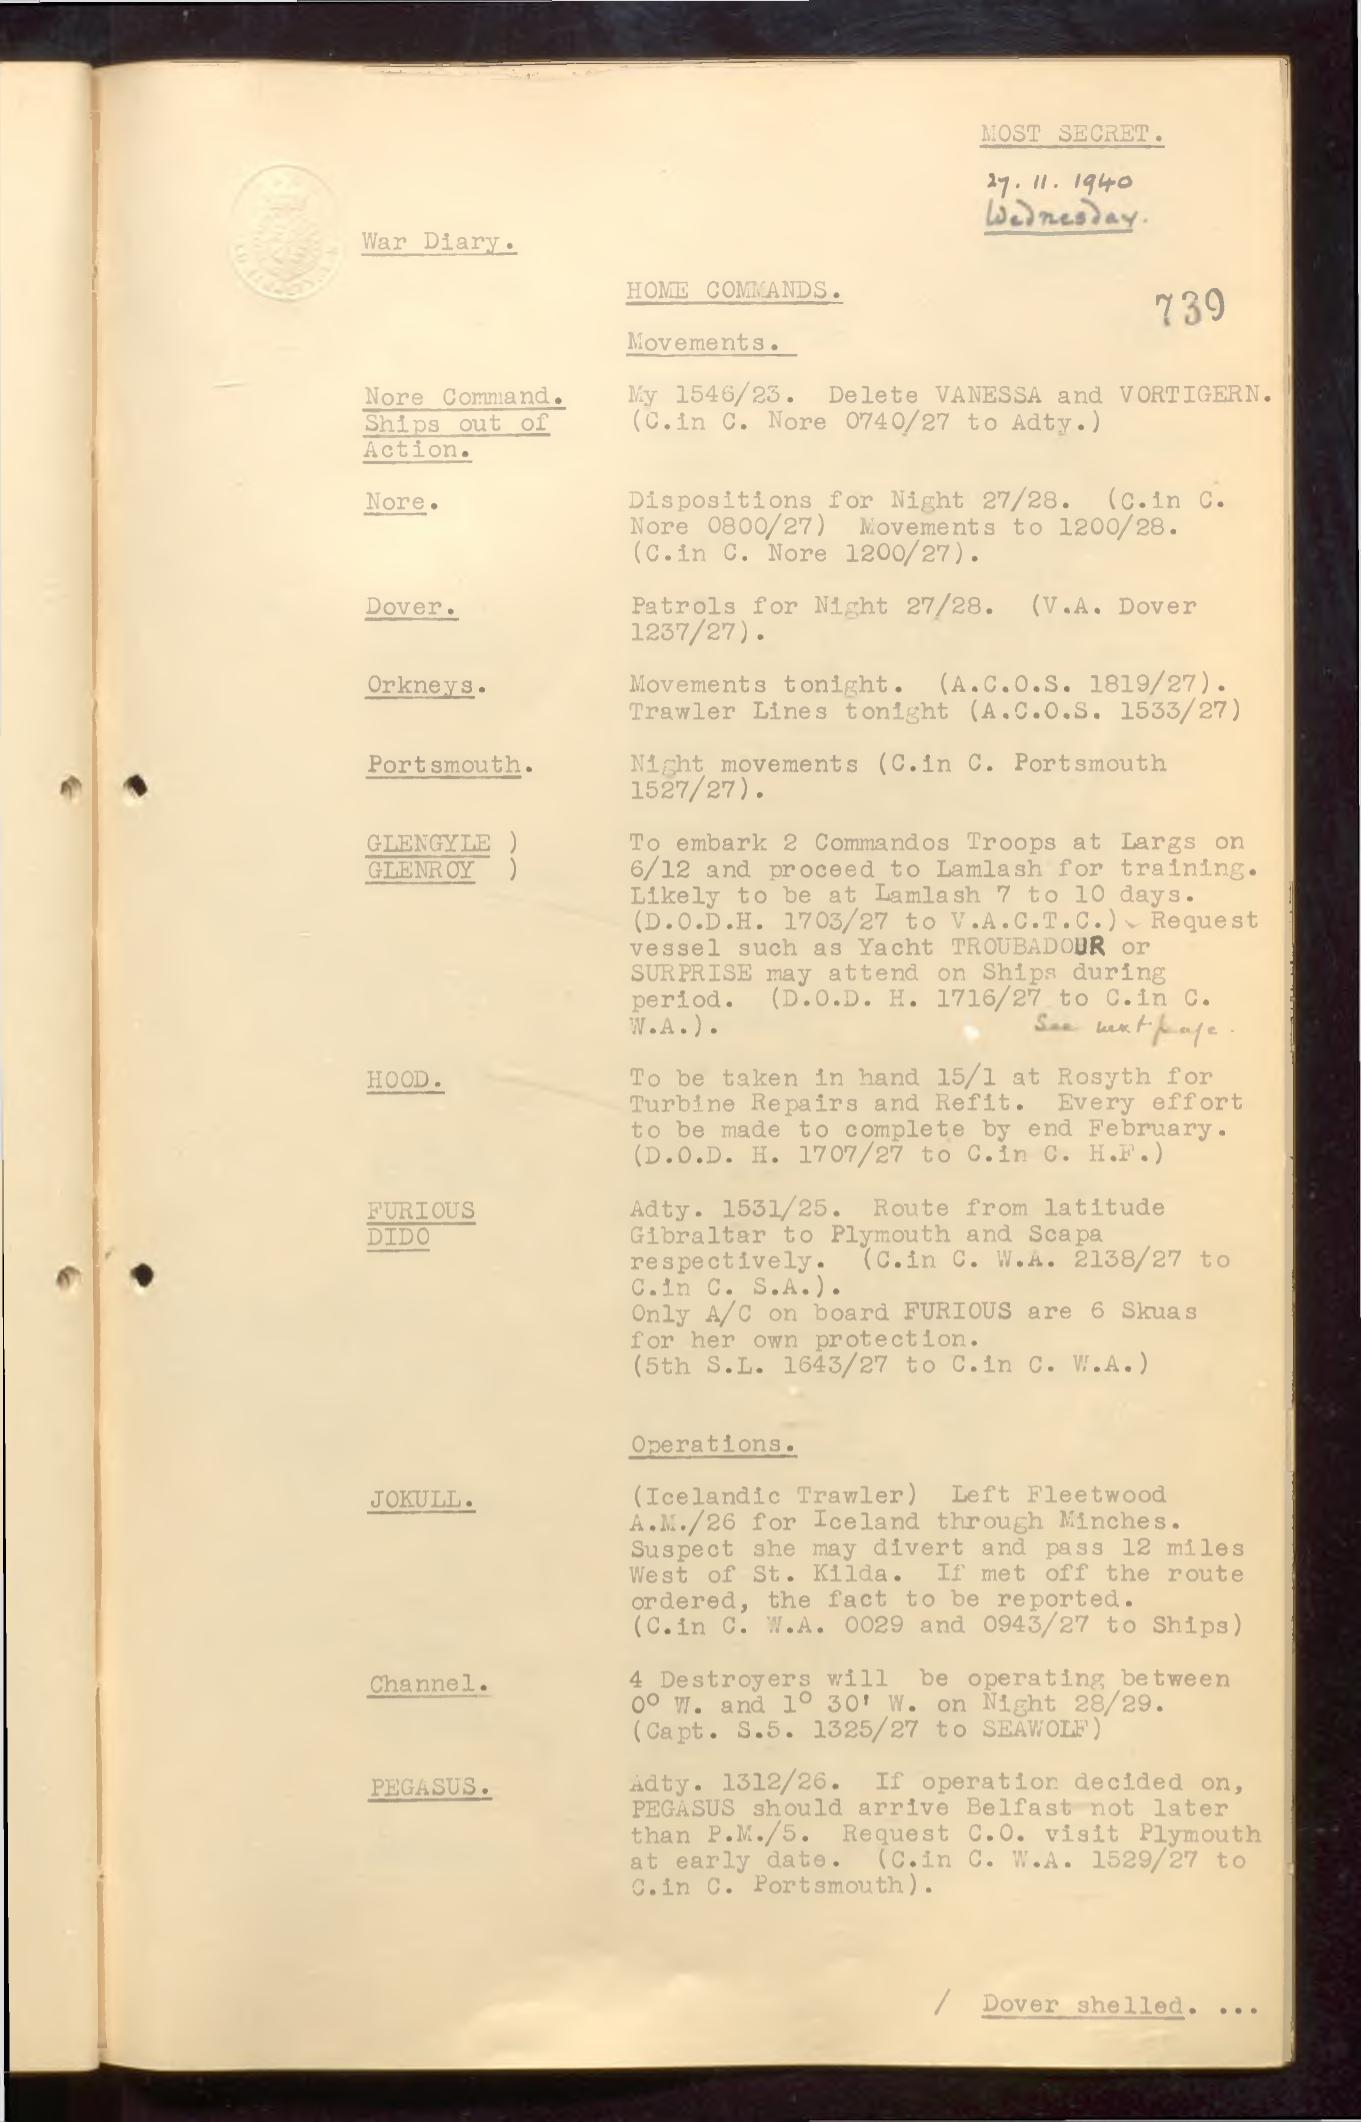 MOST SECRET.
27. 11. 1940
Wednesday.
War Diary.
HOME COMMANDS.
739
Movements.
Nore Command.
Ships out of
Action.
My 1546/23. Delete VANESSA and VORTIGERN.
(C.in C. Nore 0740/27 to Adty.)
Nore.
Dispositions for Night 27/28. (C.in C.
Nore 0800/27) Movements to 1200/28.
(C.in C. Nore 1200/27).
Dover.
Patrols for Night 27/28. (V.A. Dover
1237/27).
Orkneys.
Movements tonight. (A.C.O.S. 1819/27).
Trawler Lines tonight (A.C.O.S. 1533/27)
Portsmouth.
Night movements (C.in C. Portsmouth
1527/27).
GLENGYLE )
GLENROY )
To embark 2 Commandos Troops at Largs on
6/12 and proceed to Lamlash for training.
Likely to be at Lamlash 7 to 10 days.
(D.O.D.H. 1703/27 to V.A.C.T.C.) Request
vessel such as Yacht TROUBADOUR or
SURPRISE may attend on Ships during
period. (D.O.D. H. 1716/27 to C.in C.
W.A.).
See next page.
HOOD.
To be taken in hand 15/1 at Rosyth for
Turbine Repairs and Refit. Every effort
to be made to complete by end February.
(D.O.D. H. 1707/27 to C.in C. H.F.)
FURIOUS
DIDO
Adty. 1531/25. Route from latitude
Gibraltar to Plymouth and Scapa
respectively. (C.in C. W.A. 2138/27 to
C.in C. S.A.).
Only A/C on board FURIOUS are 6 Skuas
for her own protection.
(5th S.L. 1643/27 to C.in C. W.A.)
Operations.
JOKULL.
(Icelandic Trawler) Left Fleetwood
A.M./26 for Iceland through Minches.
Suspect she may divert and pass 12 miles
West of St. Kilda. If met off the route
ordered, the fact to be reported.
(C.in C. W.A. 0029 and 0943/27 to Ships)
Channel.
4 Destroyers will be operating between
0° W. and 1° 30' W. on Night 28/29.
(Capt. S.5. 1325/27 to SEAWOLF)
PEGASUS.
Adty. 1312/26. If operation decided on,
PEGASUS should arrive Belfast not later
than P.M./5. Request C.O. visit Plymouth
at early date. (C.in C. W.A. 1529/27 to
C.in C. Portsmouth).
/ Dover shelled. ...